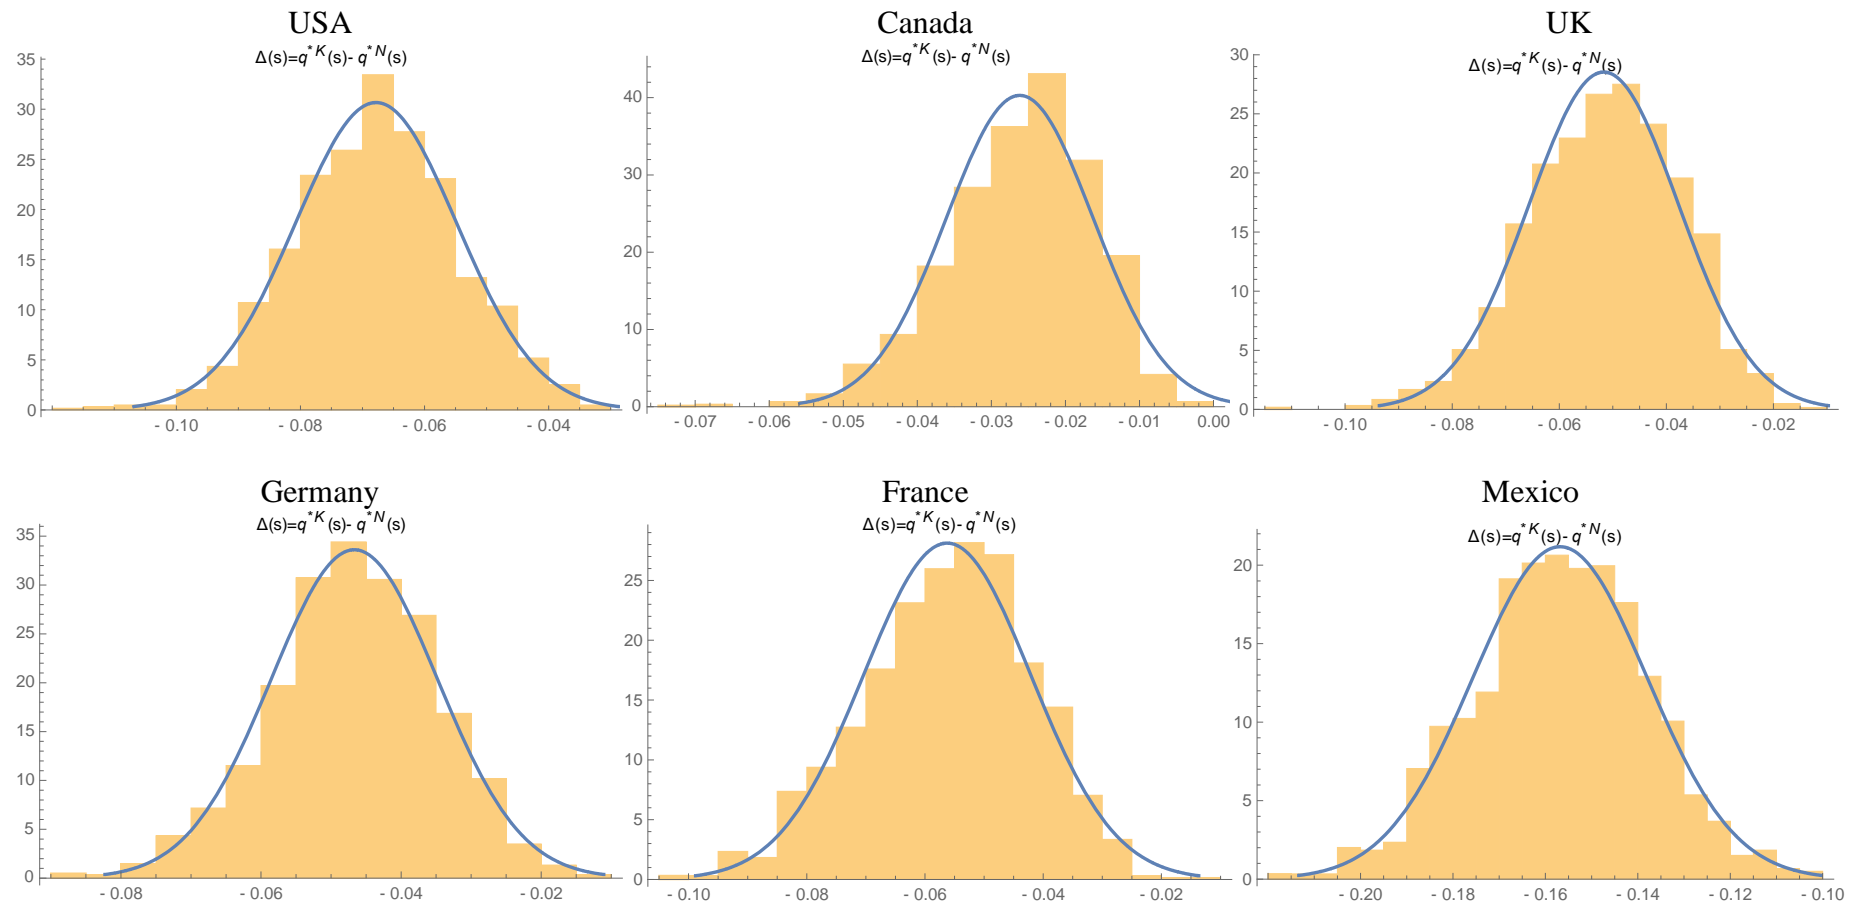 USA
Δ(s)=q*K(s)- q*N(s)
35
30
25
20
15
10
5
0
- 0.10 - 0.08 - 0.06 - 0.04
Canada
Δ(s)=q*K(s)- q*N(s)
40
30
20
10
0
- 0.07 - 0.06 - 0.05 - 0.04 - 0.03 - 0.02 - 0.01 0.00
UK
Δ(s)=q*K(s)- q*N(s)
30
25
20
15
10
5
0
- 0.10 - 0.08 - 0.06 - 0.04 - 0.02
Germany
Δ(s)=q*K(s)- q*N(s)
35
30
33
20
15
10
5
0
- 0.08 - 0.06 - 0.04 - 0.02
France
Δ(s)=q*K(s)- q*N(s)
25
20
15
10
5
0
- 0.10 - 0.08 - 0.06 - 0.04 - 0.02
Mexico
Δ(s)=q*K(s)- q*N(s)
20
15
10
5
0
- 0.20 - 0.18 - 0.16 - 0.14 - 0.12 - 0.10